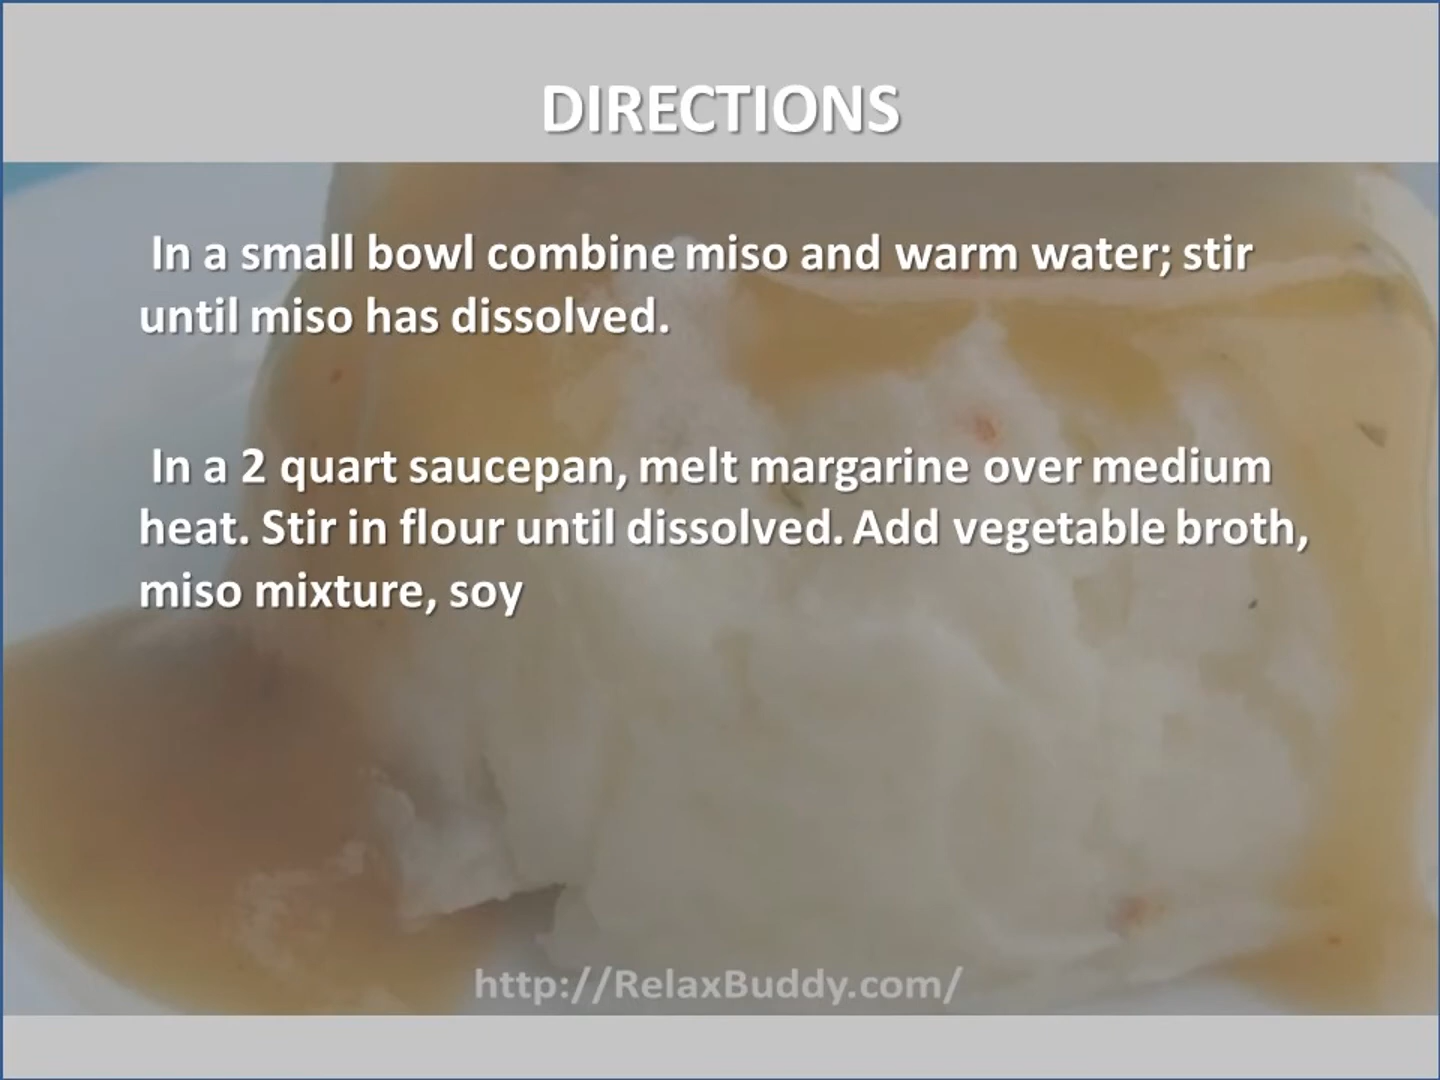 DIRECTIONS
In a small bowl combine miso and warm water; stir
until miso has dissolved.
In a 2 quart saucepan, melt margarine over medium
heat. Stir in flour until dissolved. Add vegetable broth,
miso mixture, soy
http://RelaxBuddy.com/